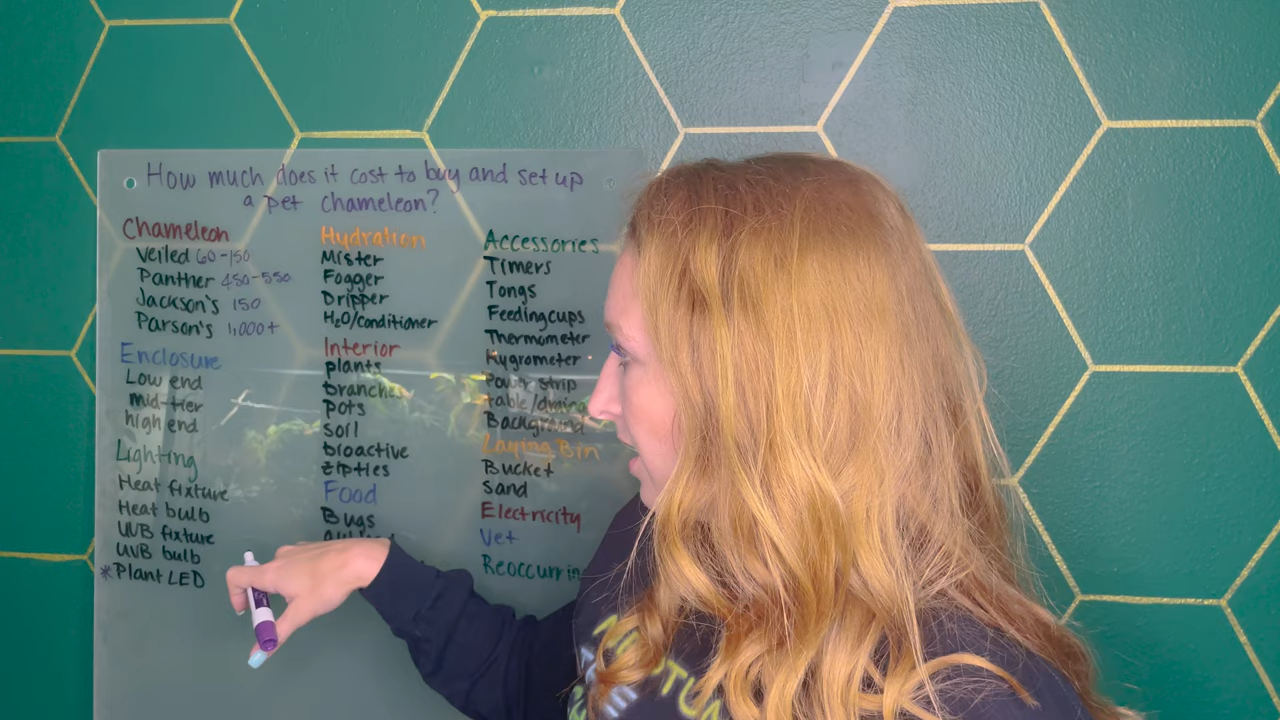 How much does it cost to buy and set up
a pet chameleon?
Chameleon
Veiled 60-150
Panther 450-550
Jackson's 150
Parson's 1,000+
Enclosure
Low end
mid-tier
high end
Lighting
Heat fixture
Heat bulb
UVB fixture
UVB bulb
*Plant LED
Hydration
Mister
Fogger
Dripper
H2O/conditioner
Interior
plants
branches
pots
soil
bioactive
zipties
Food
Bugs
Accessories
Timers
Tongs
Feeding cups
Thermometer
Hygrometer
Power strip
table/drainage
Background
Laying Bin
Bucket
Sand
Electricity
Vet
Reoccurrin